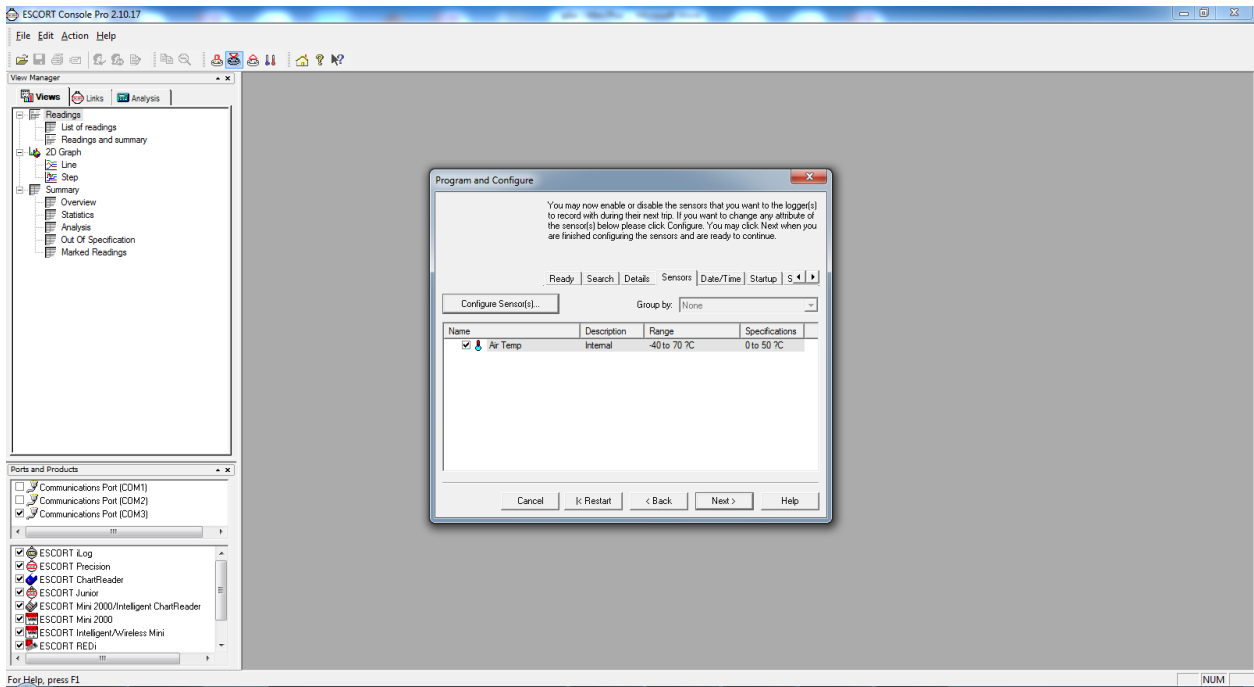 ESCORT Console Pro 2.10.17
File Edit Action Help
View Manager
Views Links Analysis
Readings
List of readings
Readings and summary
2D Graph
Line
Step
Summary
Overview
Statistics
Analysis
Out Of Specification
Marked Readings
Program and Configure
You may now enable or disable the sensors that you want to the logger(s)
to record with during their next trip. If you want to change any attribute of
the sensor(s) below please click Configure. You may click Next when you
are finished configuring the sensors and are ready to continue.
Ready Search Details Sensors Date/Time Startup S
Configure Sensor(s)... Group by: None
Name Description Range Specifications
Air Temp Internal -40 to 70 ?C 0 to 50 ?C
Cancel |< Restart < Back Next > Help
Ports and Products
Communications Port (COM1)
Communications Port (COM2)
Communications Port (COM3)
ESCORT iLog
ESCORT Precision
ESCORT ChartReader
ESCORT Junior
ESCORT Mini 2000/Intelligent ChartReader
ESCORT Mini 2000
ESCORT Intelligent/Wireless Mini
ESCORT REDi
For Help, press F1
NUM